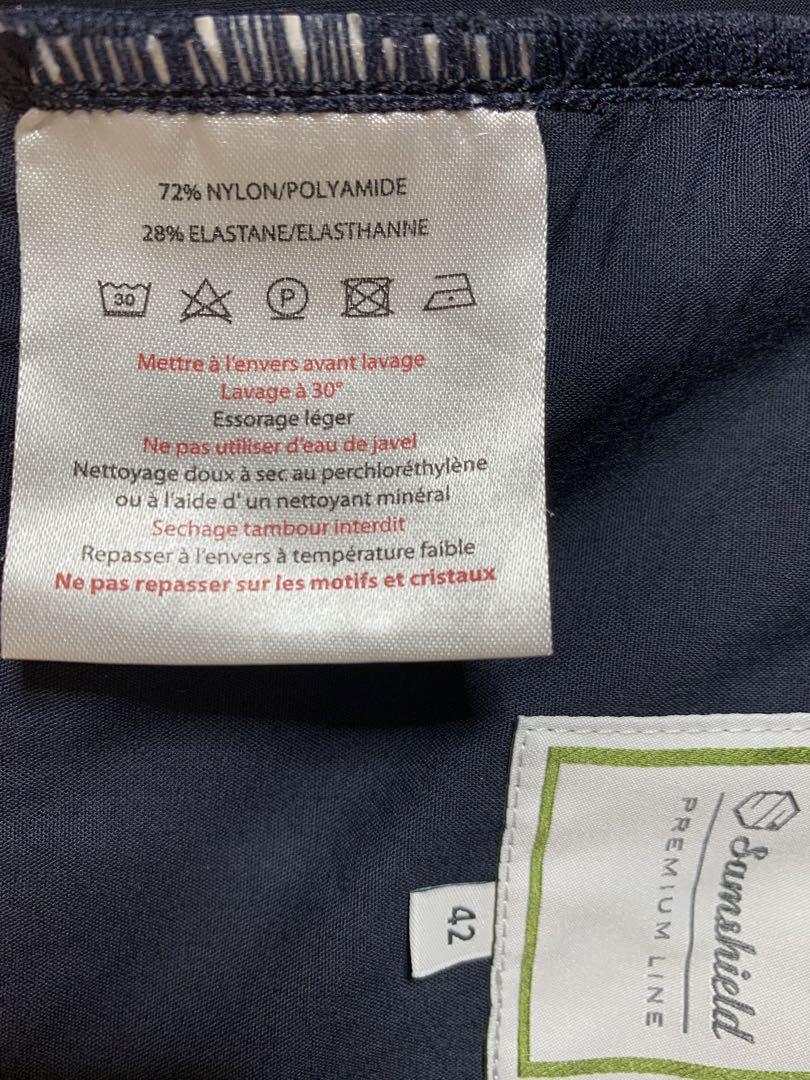 72% NYLON/POLYAMIDE
28% ELASTANE/ELASTHANNE
30
P
Mettre à l'envers avant lavage
Lavage à 30°
Essorage léger
Ne pas utiliser d'eau de javel
Nettoyage doux à sec au perchloréthylène
ou à l'aide d' un nettoyant minéral
Sechage tambour interdit
Repasser à l'envers à température faible
Ne pas repasser sur les motifs et cristaux
Samshield
PREMIUM LINE
42